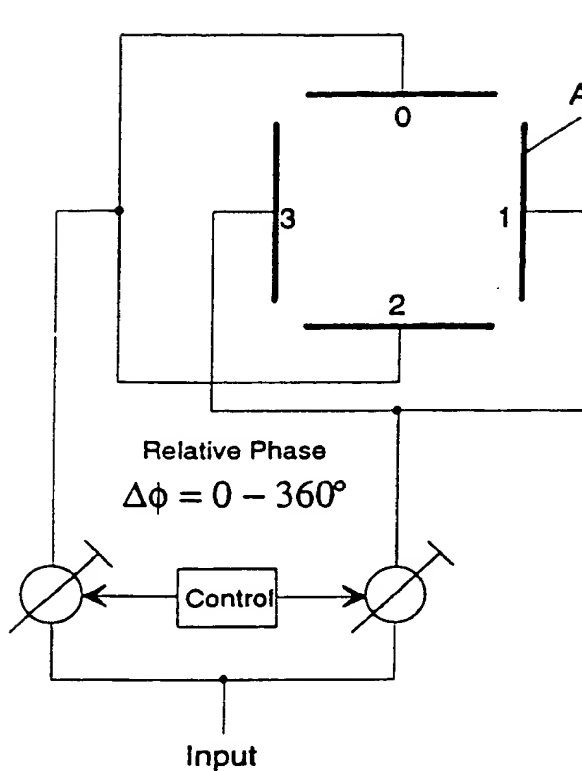 A
0
3
1
2
Relative Phase
Δϕ = 0 – 360°
Control
Input